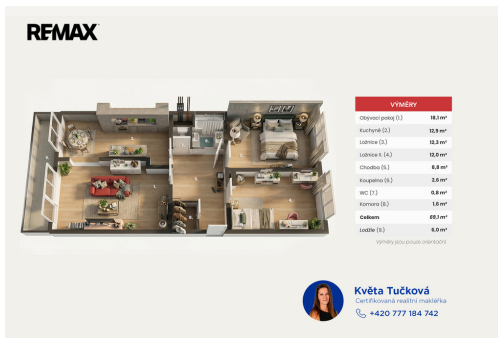 RE/MAX
VÝMĚRY
Obývací pokoj (1.) 18,1 m²
Kuchyně (2.) 12,5 m²
Ložnice (3.) 12,3 m²
Ložnice II. (4.) 12,0 m²
Chodba (5.) 8,8 m²
Koupelna (6.) 2,6 m²
WC (7.) 0,8 m²
Komora (8.) 1,6 m²
Celkem 69,1 m²
Lodžie (9.) 6,0 m²
Výměry jsou pouze orientační.
Květa Tučková
Certifikovaná realitní makléřka
+420 777 184 742